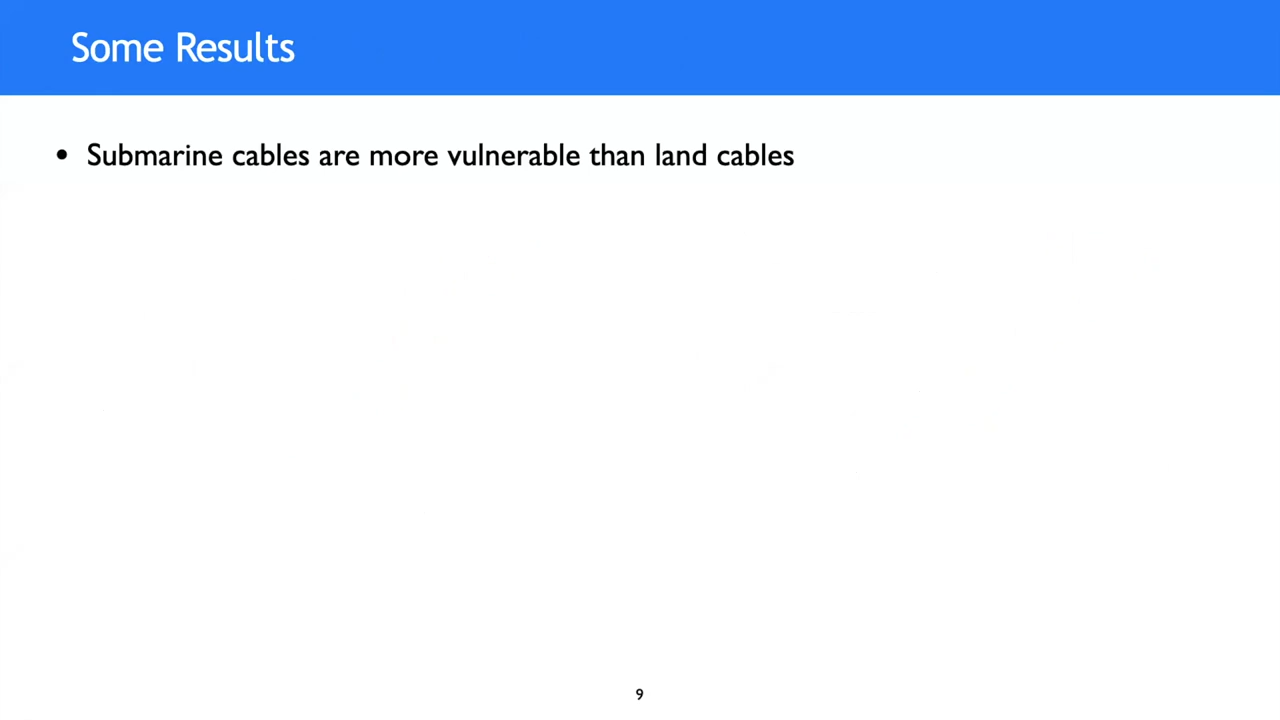 Some Results
• Submarine cables are more vulnerable than land cables
9